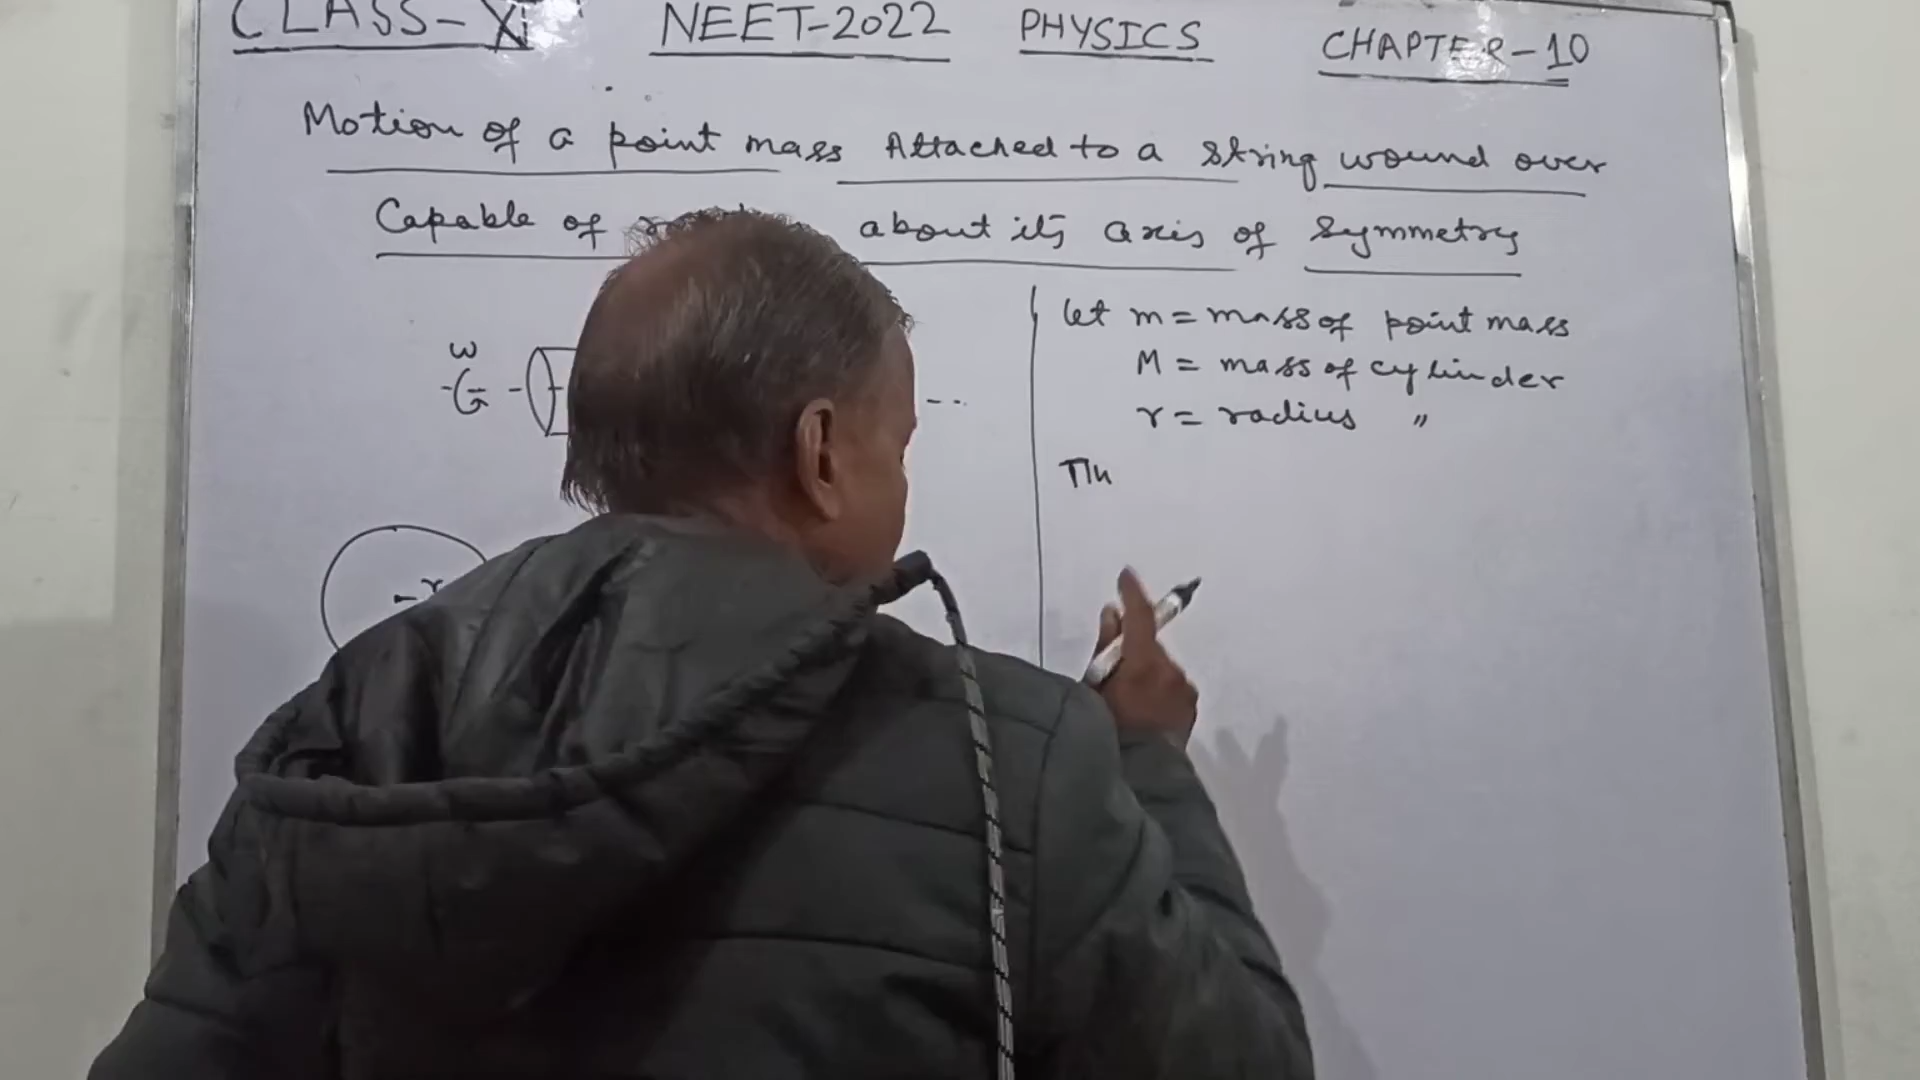 CLASS-XI NEET-2022 PHYSICS CHAPTER-10
Motion of a point mass Attached to a string wound over
Capable of about its axis of symmetry
ω
r
let m = mass of point mass
M = mass of cylinder
r = radius "
Th